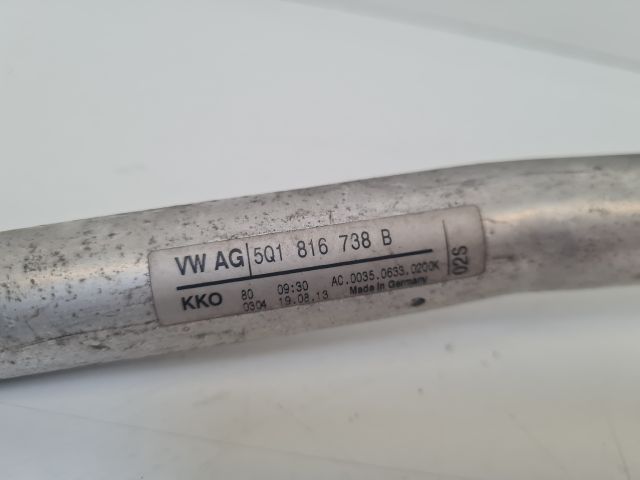 VW AG 5Q1 816 738 B
KKO 80 09:30 AC.0035.0633.0200K
0304 19.08.13 Made in Germany
02S